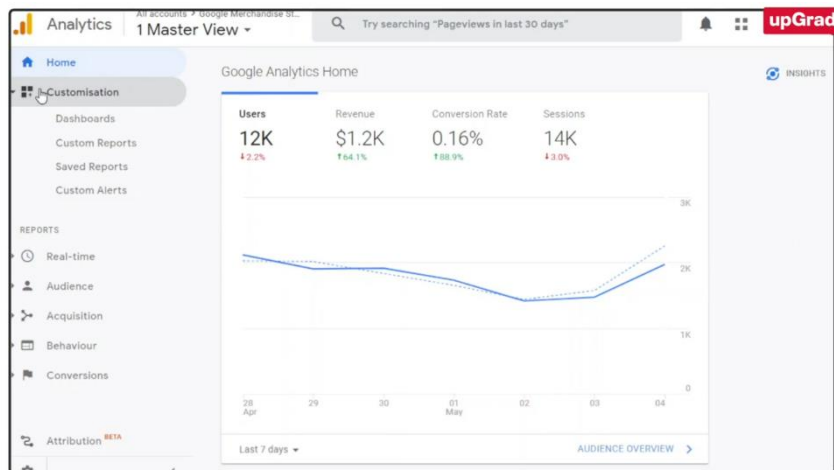 Analytics
All accounts > Google Merchandise St...
1 Master View
Try searching "Pageviews in last 30 days"
upGrad
Home
Customisation
Dashboards
Custom Reports
Saved Reports
Custom Alerts
REPORTS
Real-time
Audience
Acquisition
Behaviour
Conversions
Attribution BETA
Google Analytics Home
INSIGHTS
Users Revenue Conversion Rate Sessions
12K $1.2K 0.16% 14K
2.2% 64.1% 88.9% 3.0%
3K
2K
1K
0
28 29 30 01 02 03 04
Apr May
Last 7 days
AUDIENCE OVERVIEW >